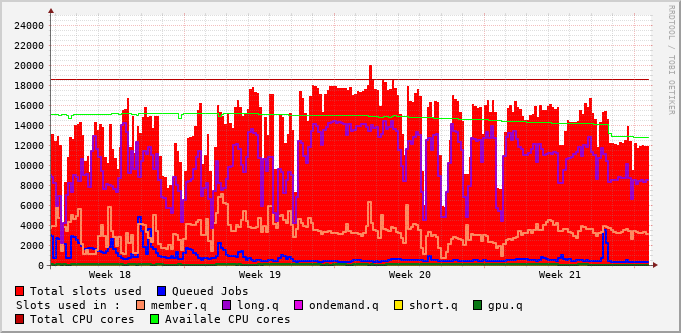 RRDTOOL / TOBI OETIKER
24000
22000
20000
18000
16000
14000
12000
10000
8000
6000
4000
2000
0
Week 18 Week 19 Week 20 Week 21
Total slots used Queued Jobs
Slots used in : member.q long.q ondemand.q short.q gpu.q
Total CPU cores Availale CPU cores